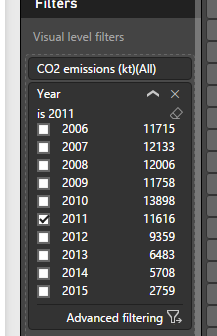 Filters
Visual level filters
CO2 emissions (kt)(All)
Year
is 2011
2006 11715
2007 12133
2008 12006
2009 11758
2010 13898
2011 11616
2012 9359
2013 6483
2014 5708
2015 2759
Advanced filtering